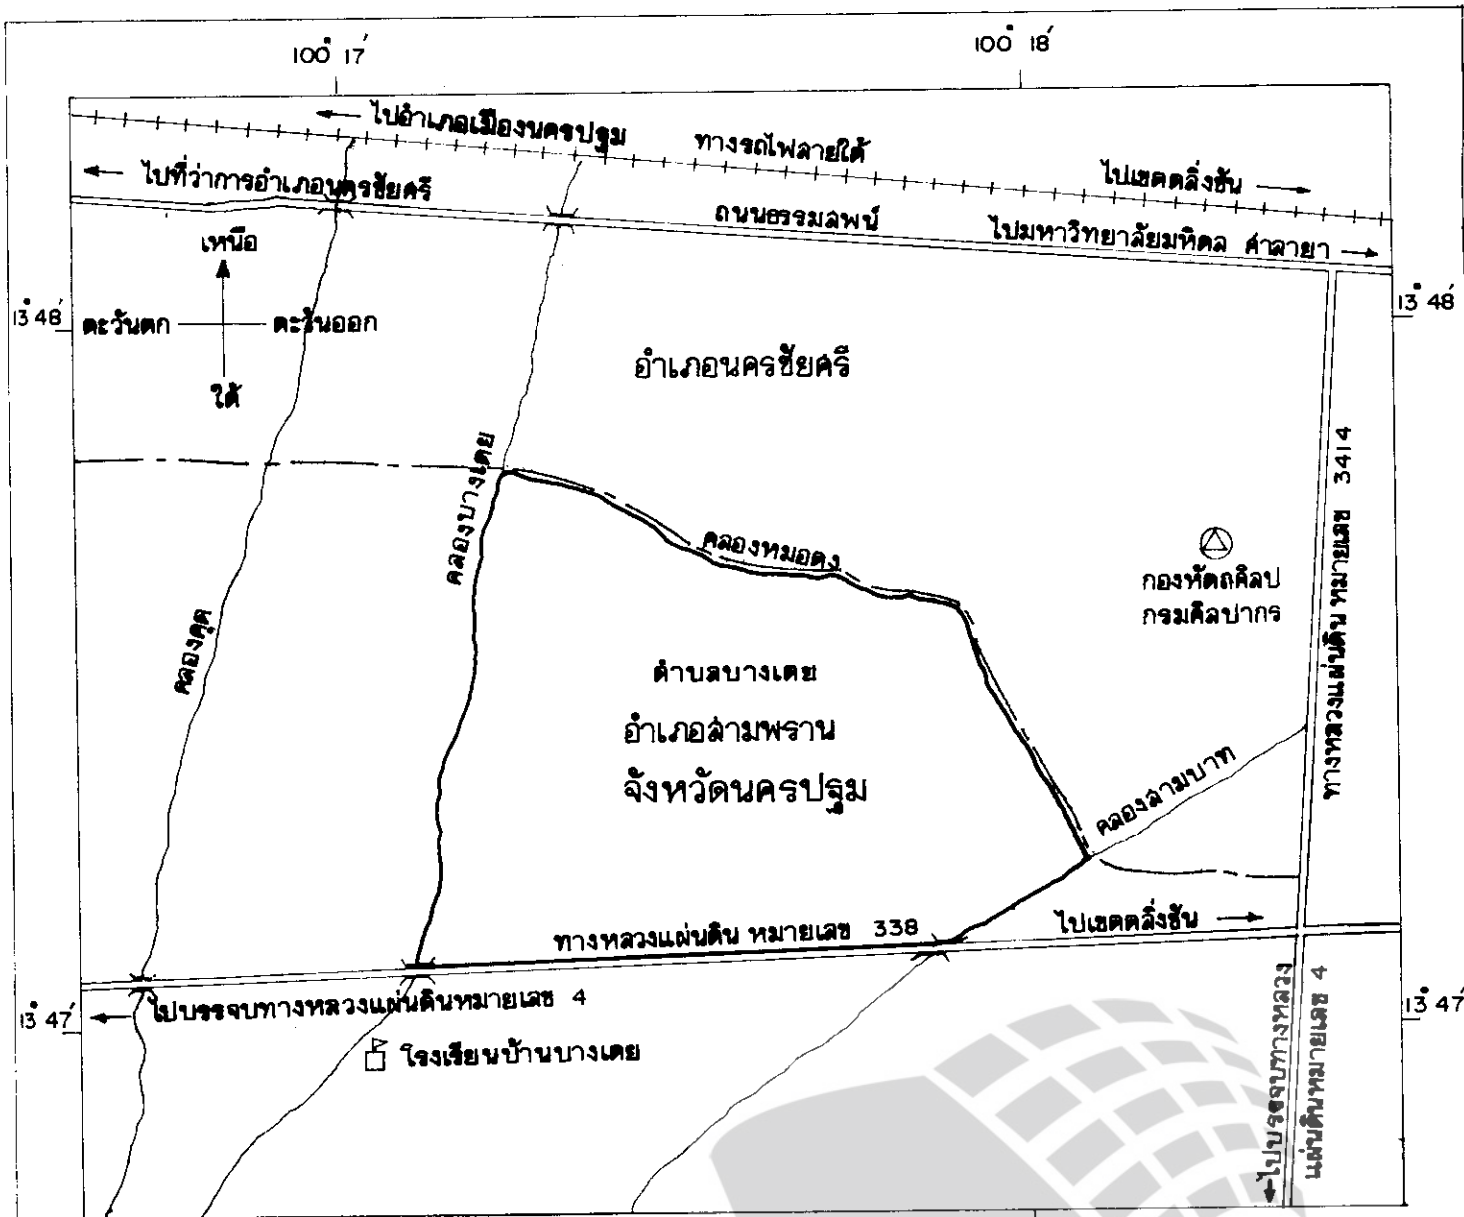 100° 17′
100° 18′
← ไปอำเภอเมืองนครปฐม
ทางรถไฟสายใต้
ไปเขตตลิ่งชัน →
← ไปที่ว่าการอำเภอนครชัยศรี
ถนนธรรมสพน์
ไปมหาวิทยาลัยมหิดล ศาลายา →
เหนือ
ตะวันตก
ตะวันออก
ใต้
13° 48′
13° 48′
อำเภอนครชัยศรี
คลองบางเตย
คลองหมอดง
คลองคุต
กองหัตถศิลป
กรมศิลปากร
ทางหลวงแผ่นดิน หมายเลข 3414
ตำบลบางเตย
อำเภอสามพราน
จังหวัดนครปฐม
คลองสามบาท
ทางหลวงแผ่นดิน หมายเลข 338
ไปเขตตลิ่งชัน →
← ไปบรรจบทางหลวงแผ่นดินหมายเลข 4
13° 47′
13° 47′
โรงเรียนบ้านบางเตย
← ไปบรรจบทางหลวง
แผ่นดินหมายเลข 4